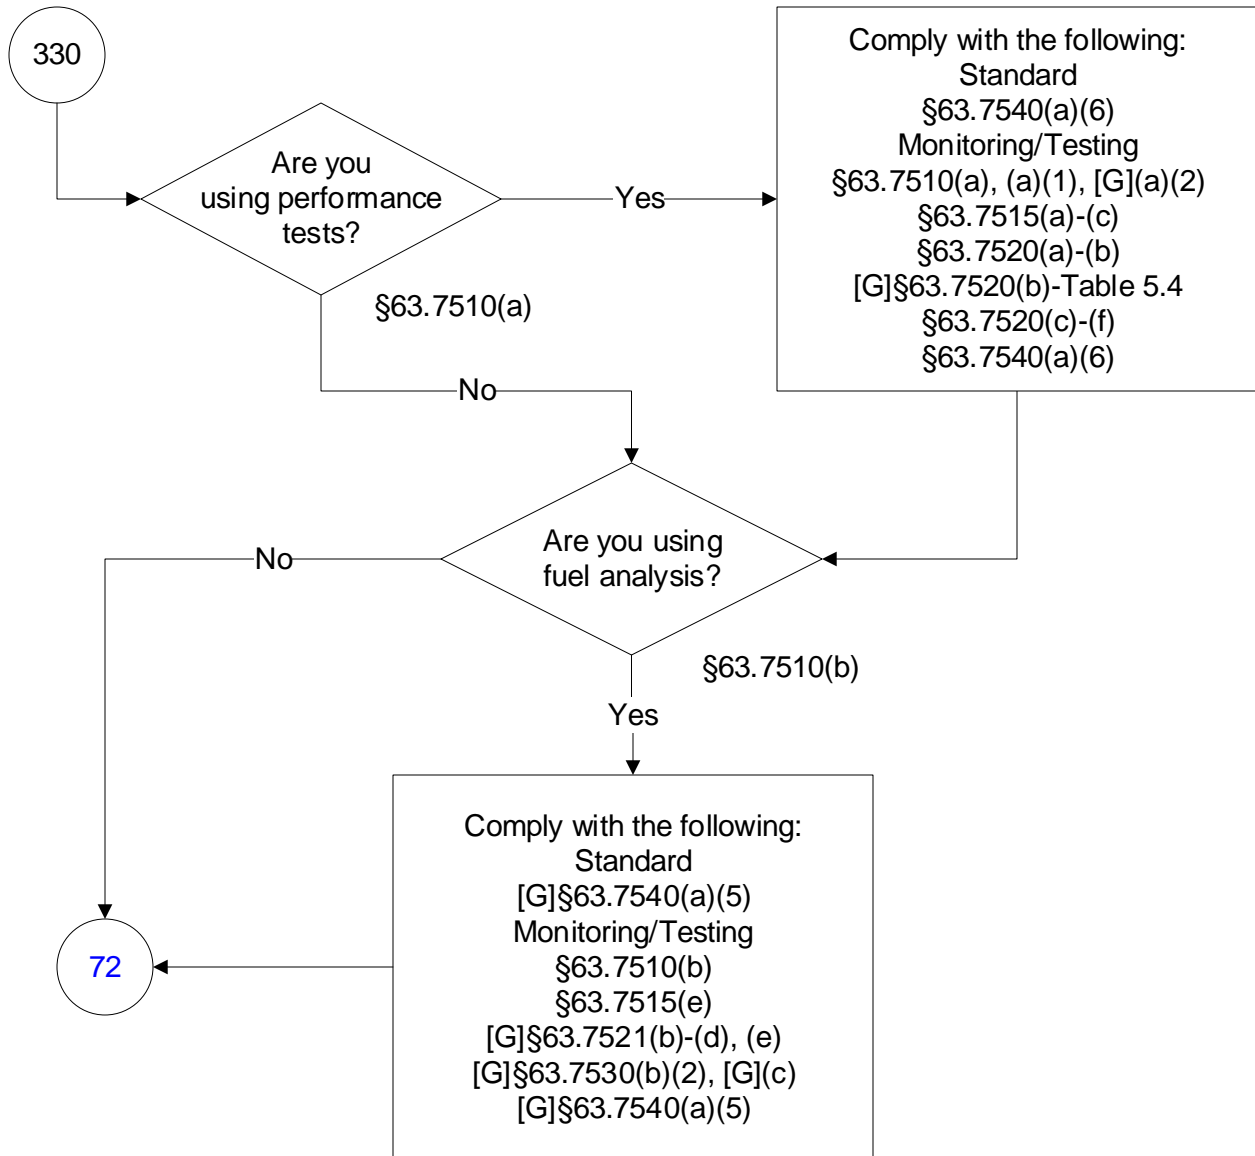 330
Are you
using performance
tests?
§63.7510(a)
Yes
Comply with the following:
Standard
§63.7540(a)(6)
Monitoring/Testing
§63.7510(a), (a)(1), [G](a)(2)
§63.7515(a)-(c)
§63.7520(a)-(b)
[G]§63.7520(b)-Table 5.4
§63.7520(c)-(f)
§63.7540(a)(6)
No
Are you using
fuel analysis?
§63.7510(b)
No
Yes
Comply with the following:
Standard
[G]§63.7540(a)(5)
Monitoring/Testing
§63.7510(b)
§63.7515(e)
[G]§63.7521(b)-(d), (e)
[G]§63.7530(b)(2), [G](c)
[G]§63.7540(a)(5)
72